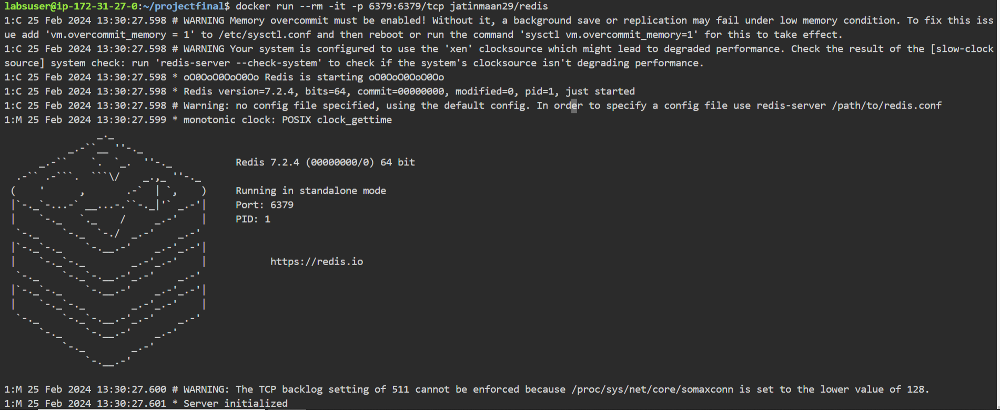 labsuser@ip-172-31-27-0:~/projectfinal$ docker run --rm -it -p 6379:6379/tcp jatinmaan29/redis
1:C 25 Feb 2024 13:30:27.598 # WARNING Memory overcommit must be enabled! Without it, a background save or replication may fail under low memory condition. To fix this iss
ue add 'vm.overcommit_memory = 1' to /etc/sysctl.conf and then reboot or run the command 'sysctl vm.overcommit_memory=1' for this to take effect.
1:C 25 Feb 2024 13:30:27.598 # WARNING Your system is configured to use the 'xen' clocksource which might lead to degraded performance. Check the result of the [slow-clock
source] system check: run 'redis-server --check-system' to check if the system's clocksource isn't degrading performance.
1:C 25 Feb 2024 13:30:27.598 * oO0OoO0OoO0Oo Redis is starting oO0OoO0OoO0Oo
1:C 25 Feb 2024 13:30:27.598 * Redis version=7.2.4, bits=64, commit=00000000, modified=0, pid=1, just started
1:C 25 Feb 2024 13:30:27.598 # Warning: no config file specified, using the default config. In order to specify a config file use redis-server /path/to/redis.conf
1:M 25 Feb 2024 13:30:27.599 * monotonic clock: POSIX clock_gettime
Redis 7.2.4 (00000000/0) 64 bit
Running in standalone mode
Port: 6379
PID: 1
https://redis.io
1:M 25 Feb 2024 13:30:27.600 # WARNING: The TCP backlog setting of 511 cannot be enforced because /proc/sys/net/core/somaxconn is set to the lower value of 128.
1:M 25 Feb 2024 13:30:27.601 * Server initialized